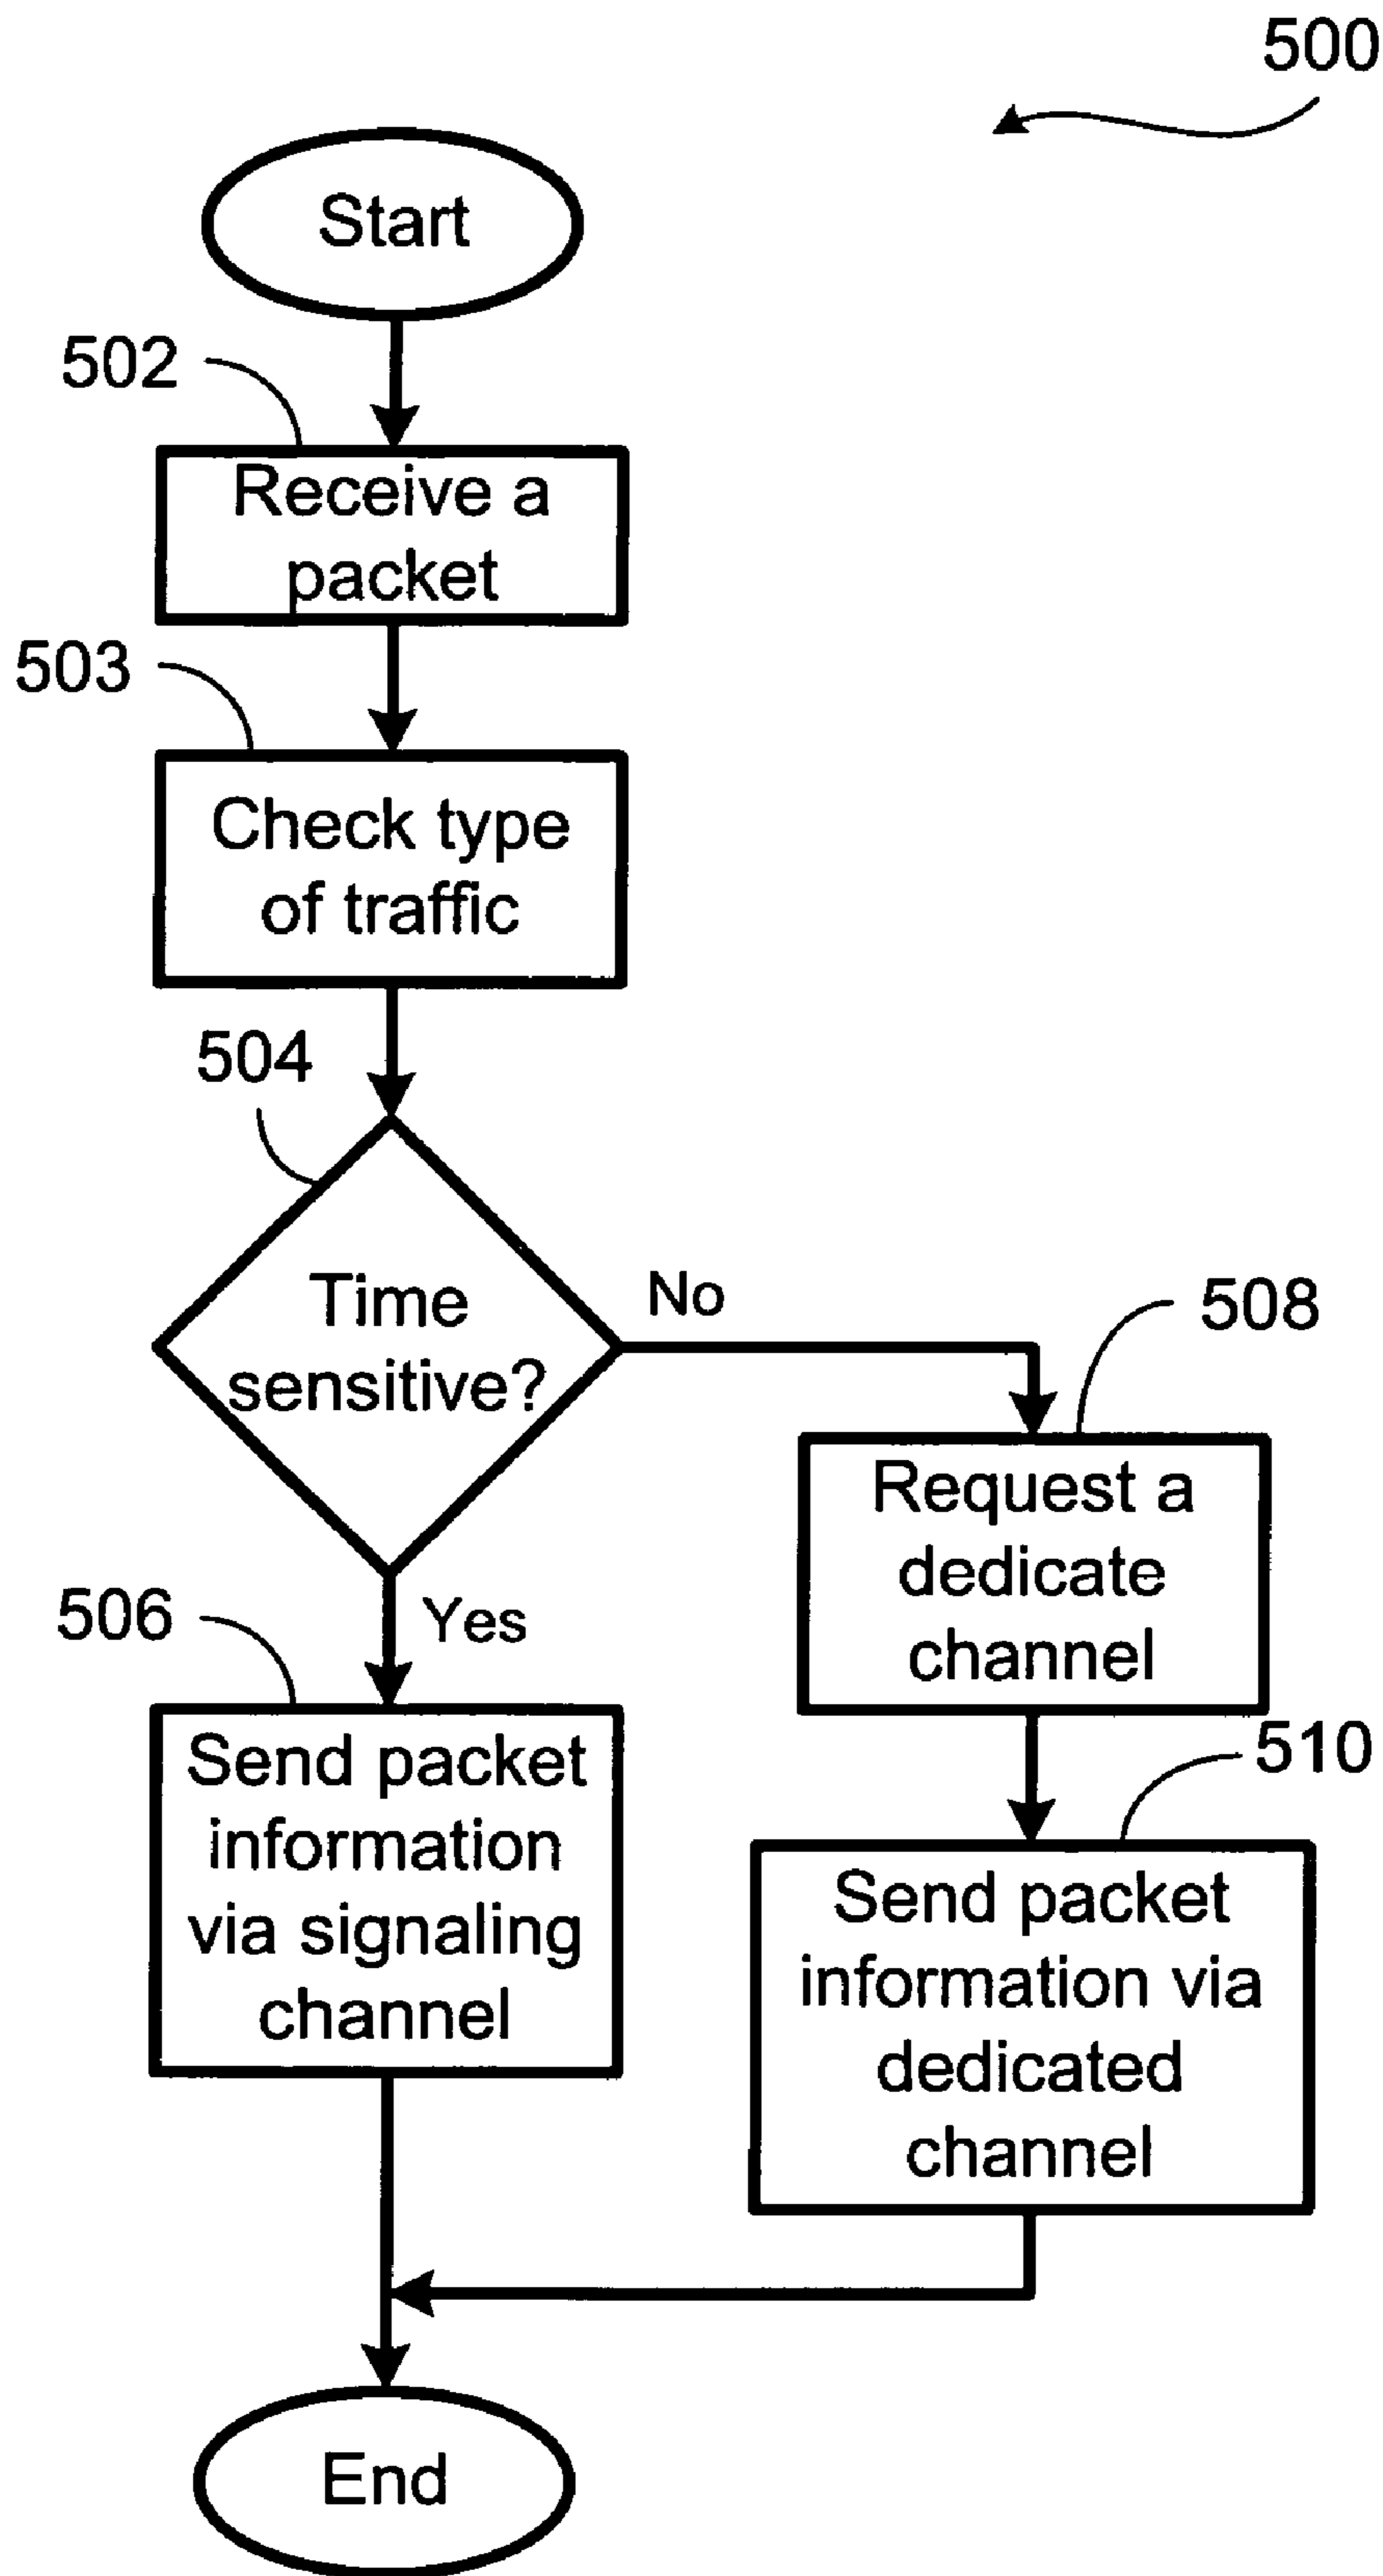 500
Start
502
Receive a
packet
503
Check type
of traffic
504
Time
sensitive?
No
508
Request a
dedicate
channel
Yes
506
Send packet
information
via signaling
channel
510
Send packet
information via
dedicated
channel
End